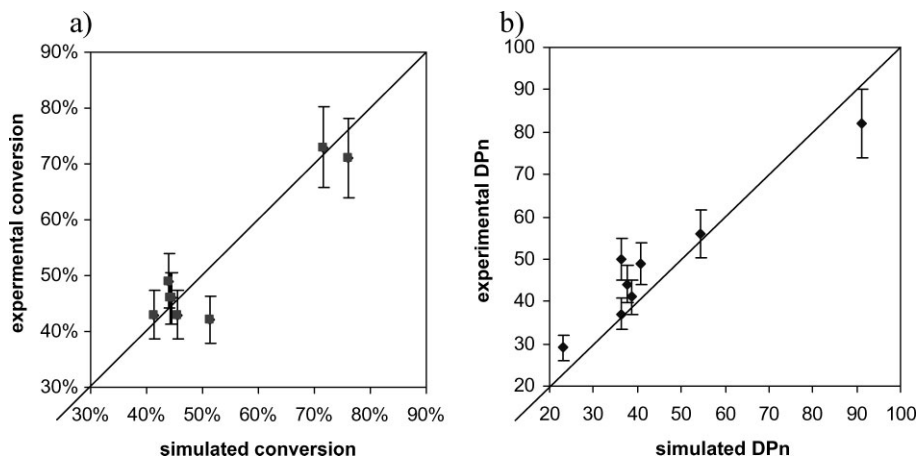 a)
90%
80%
70%
60%
50%
40%
30%
30% 40% 50% 60% 70% 80% 90%
expermental conversion
simulated conversion
b)
100
90
80
70
60
50
40
30
20
20 30 40 50 60 70 80 90 100
experimental DPn
simulated DPn